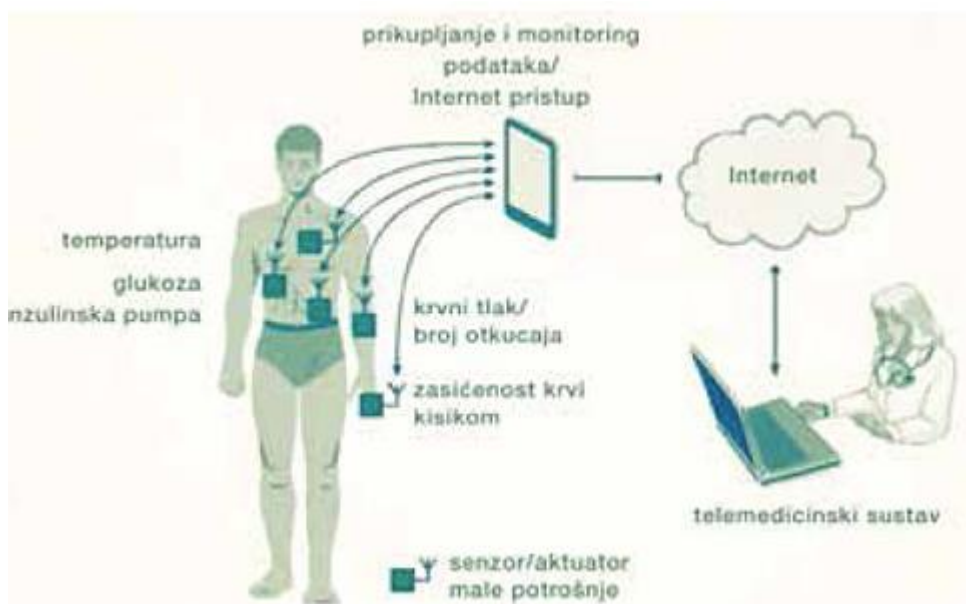 prikupljanje i monitoring
podataka/
Internet pristup
Internet
temperatura
glukoza
nzulinska pumpa
krvni tlak/
broj otkucaja
zasićenost krvi
kisikom
telemedicinski sustav
senzor/aktuator
male potrošnje